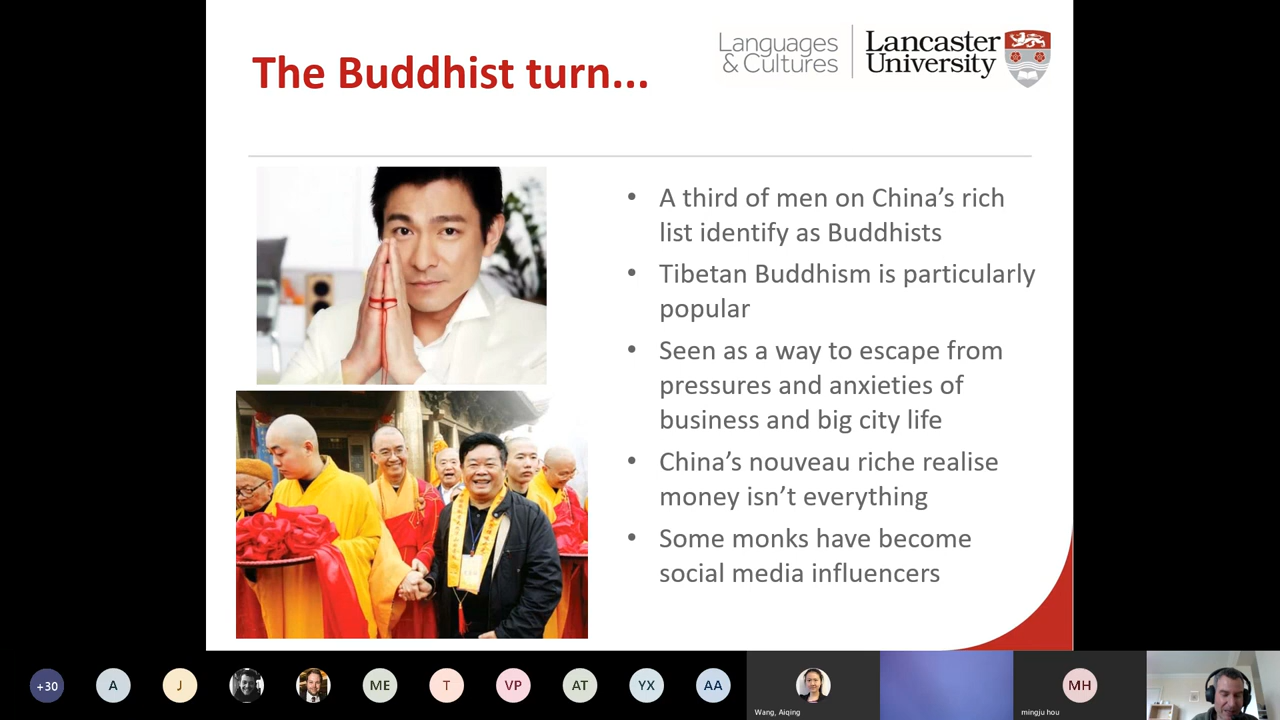 The Buddhist turn...
Languages
& Cultures
Lancaster
University
• A third of men on China’s rich
list identify as Buddhists
• Tibetan Buddhism is particularly
popular
• Seen as a way to escape from
pressures and anxieties of
business and big city life
• China’s nouveau riche realise
money isn’t everything
• Some monks have become
social media influencers
+30
A
J
ME
T
VP
AT
YX
AA
Wang, Aiqing
MH
mingju hou